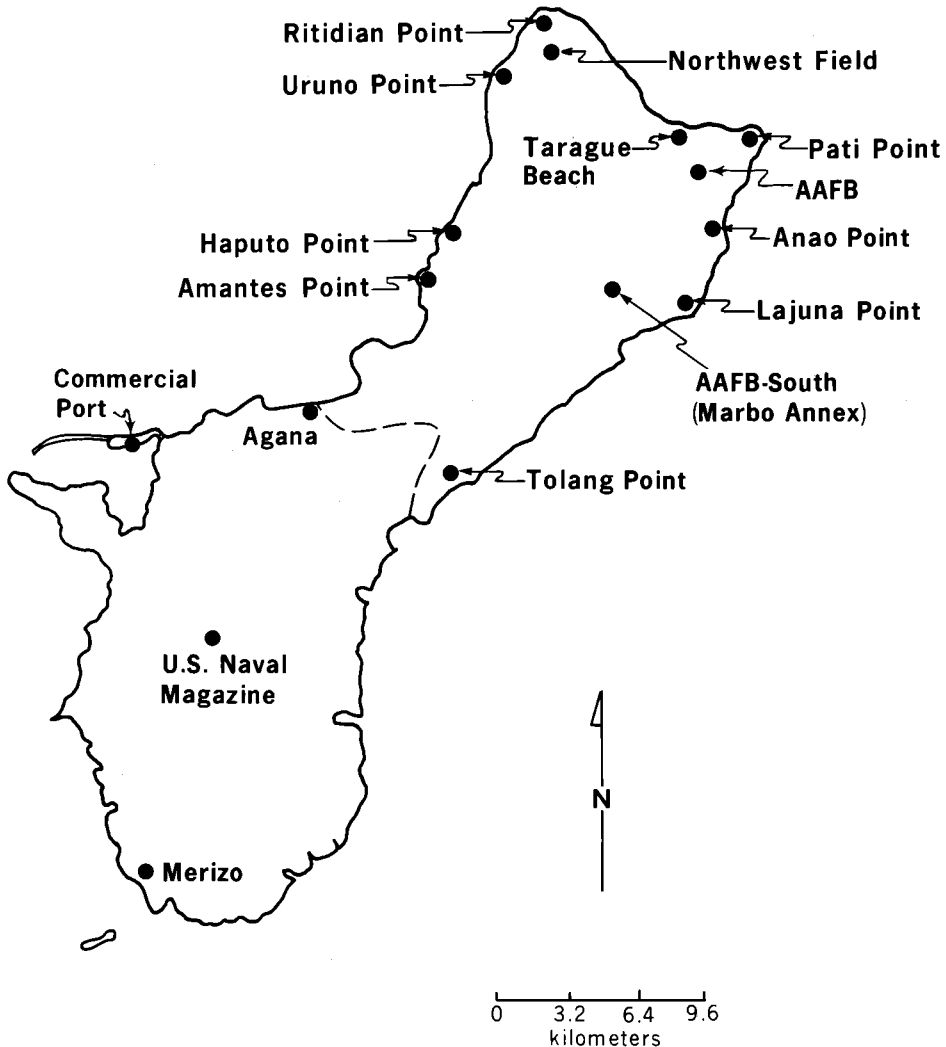 Ritidian Point
Northwest Field
Uruno Point
Tarague
Beach
Pati Point
AAFB
Haputo Point
Anao Point
Amantes Point
Lajuna Point
Commercial
Port
AAFB-South
(Marbo Annex)
Agana
Tolang Point
U.S. Naval
Magazine
N
Merizo
0 3.2 6.4 9.6
kilometers